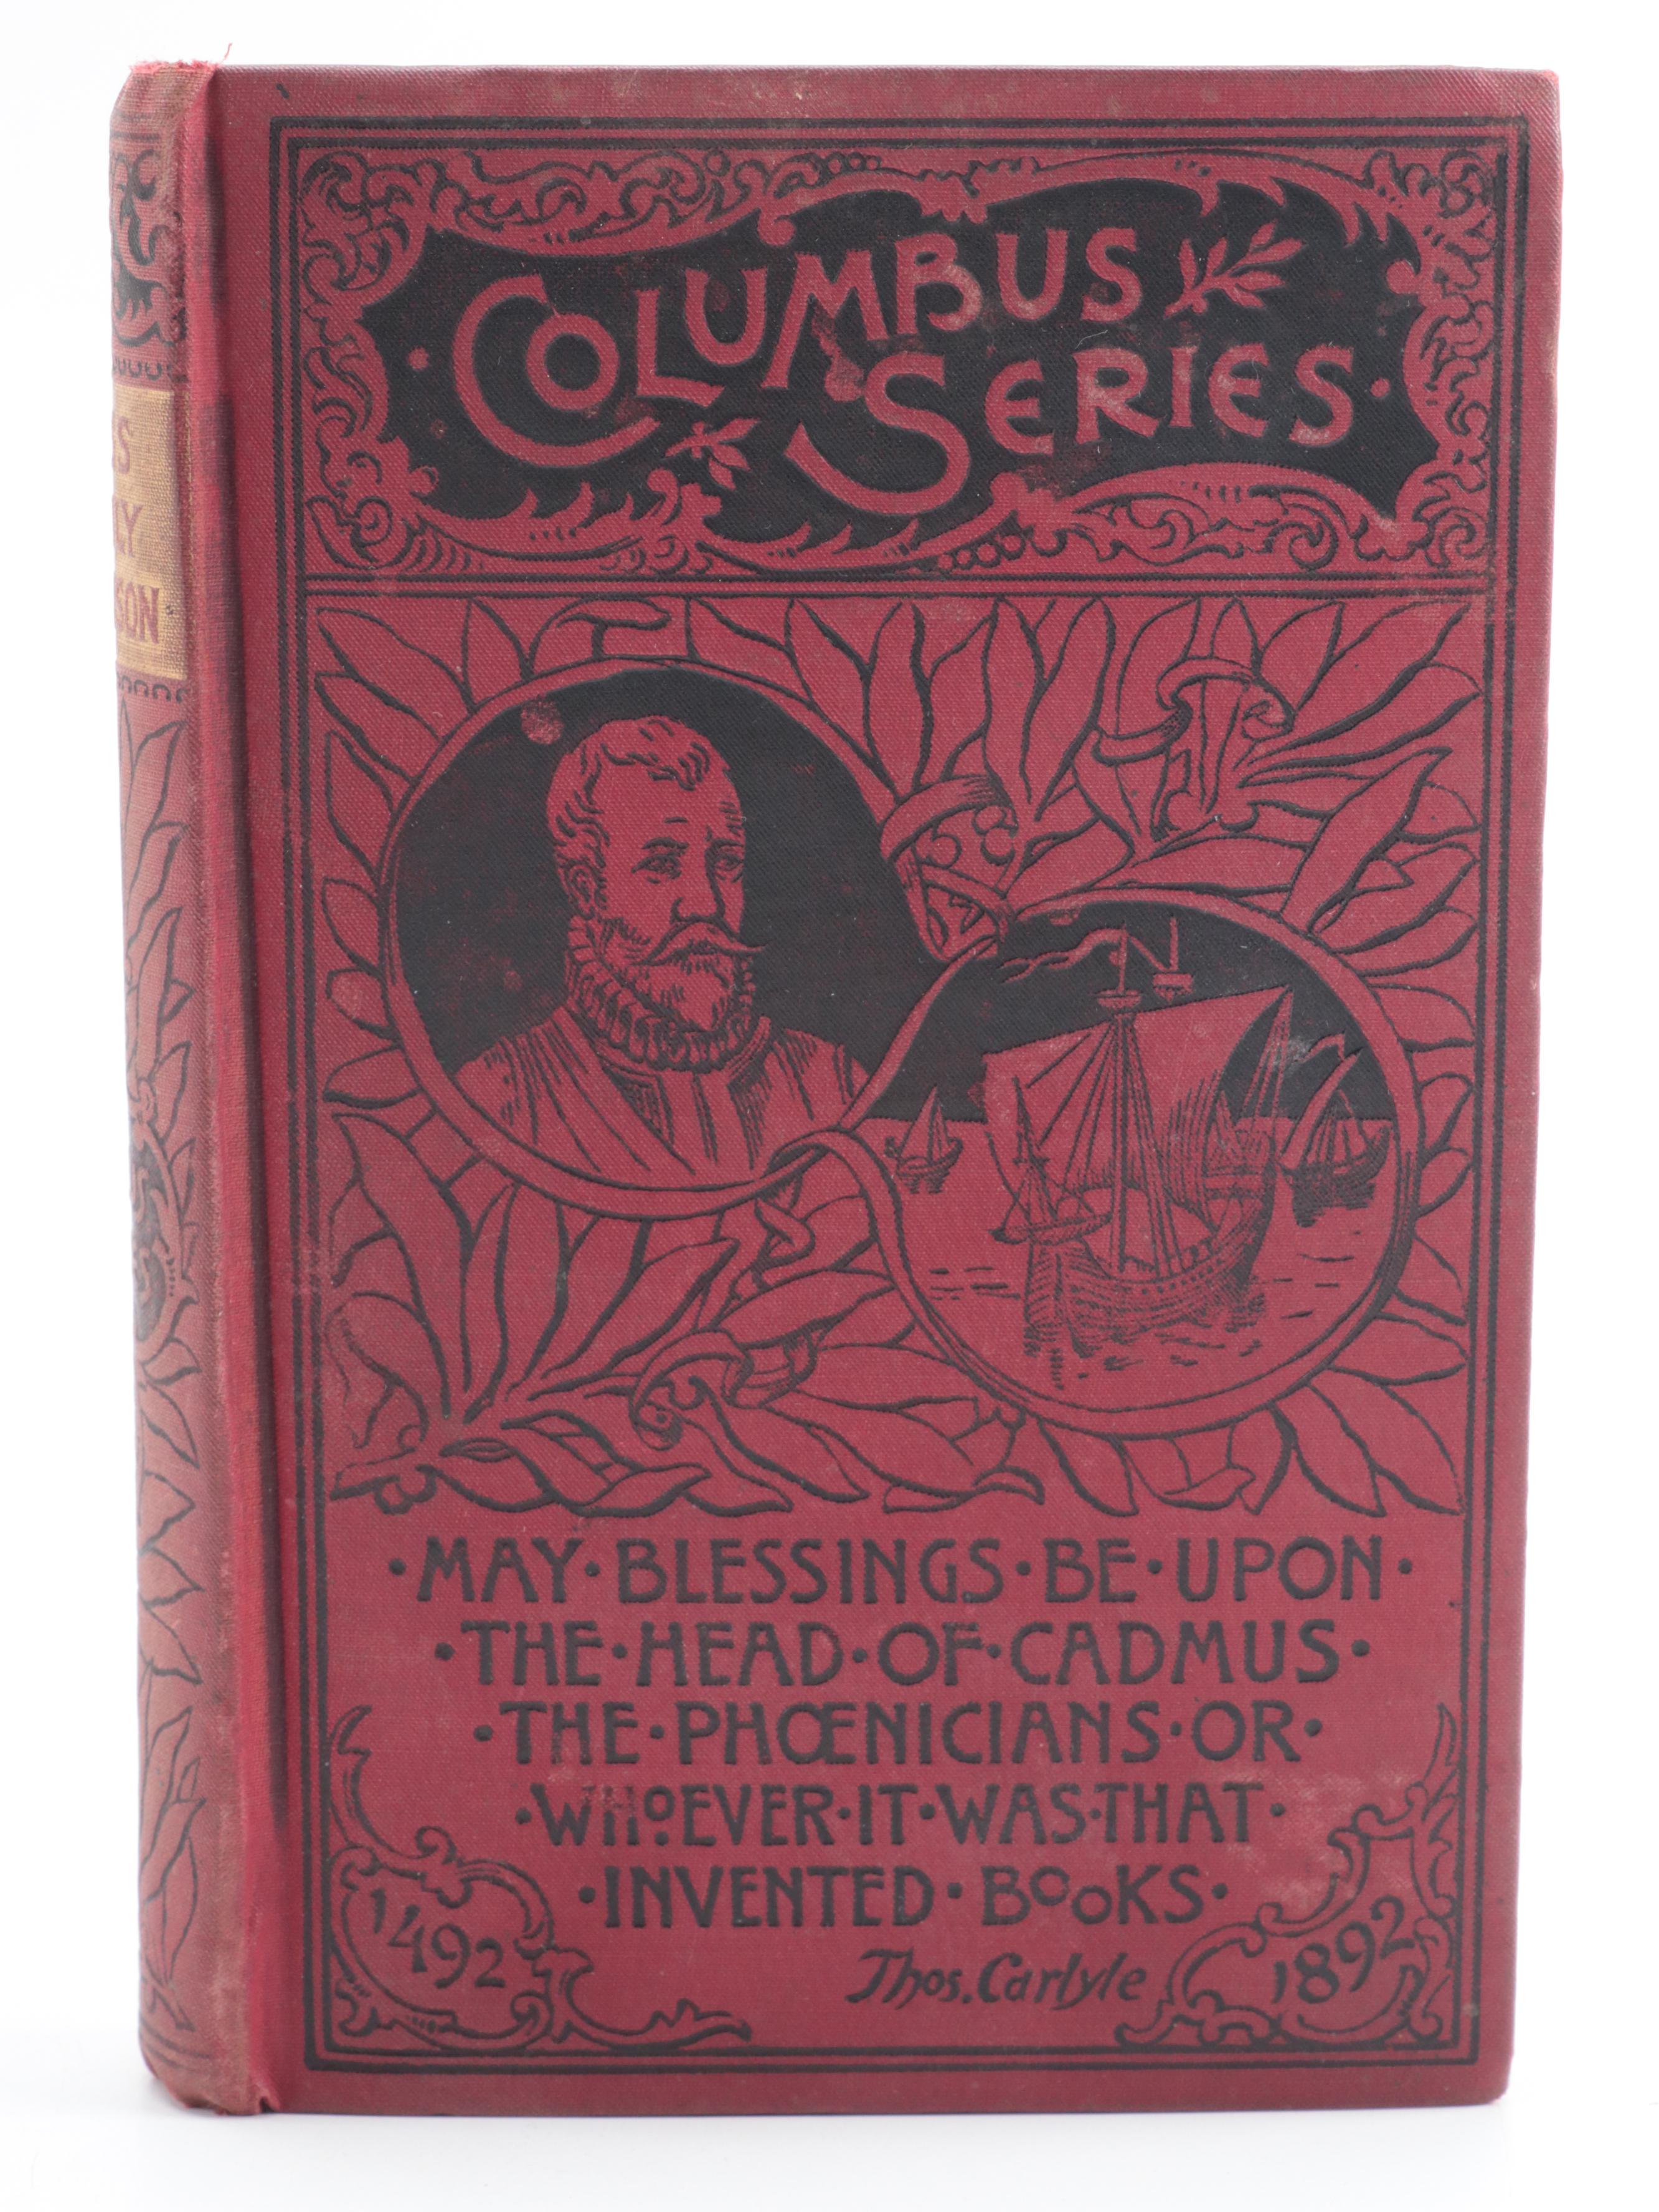 COLUMBUS
SERIES
·MAY·BLESSINGS·BE·UPON·
·THE·HEAD·OF·CADMUS·
·THE·PHŒNICIANS·OR·
·WHOEVER·IT·WAS·THAT·
·INVENTED·BOOKS·
Thos. Carlyle
1492
1892